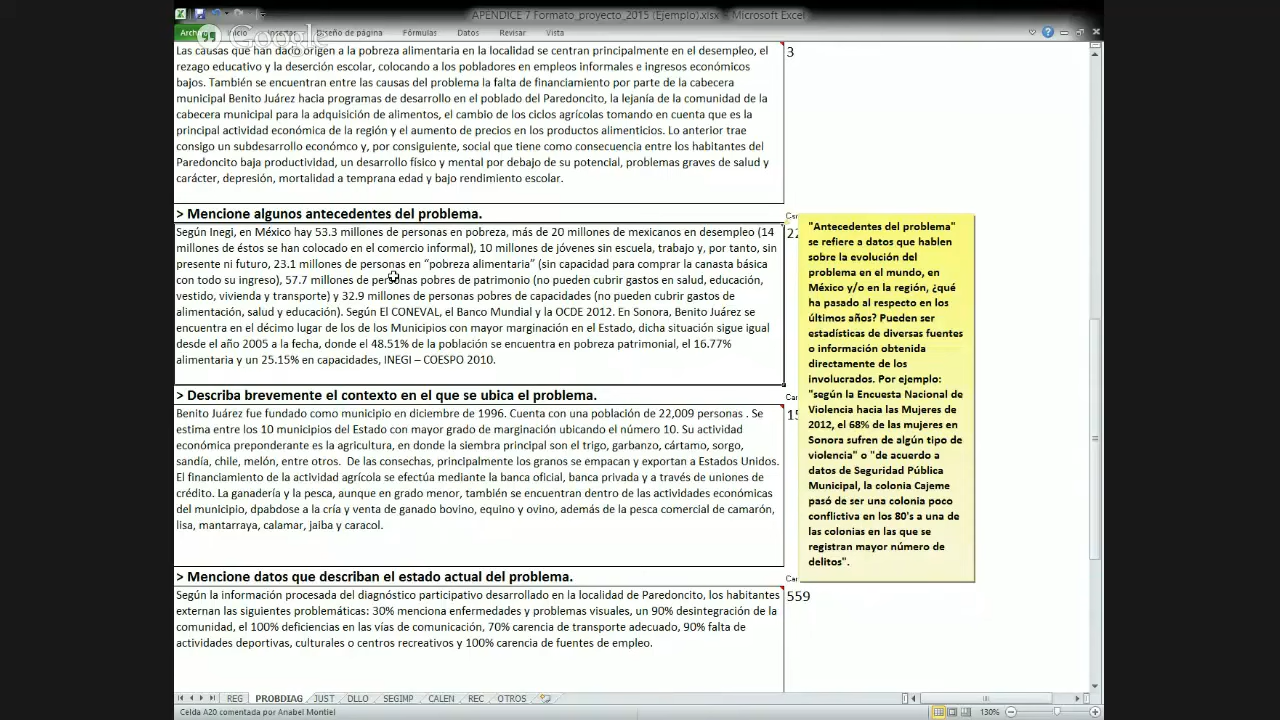 APENDICE 7 Formato_proyecto_2015 (Ejemplo).xlsx - Microsoft Excel
Archivo Inicio Insertar Diseño de página Fórmulas Datos Revisar Vista
Google
Las causas que han dado origen a la pobreza alimentaria en la localidad se centran principalmente en el desempleo, el
3
rezago educativo y la deserción escolar, colocando a los pobladores en empleos informales e ingresos económicos
bajos. También se encuentran entre las causas del problema la falta de financiamiento por parte de la cabecera
municipal Benito Juárez hacia programas de desarrollo en el poblado del Paredoncito, la lejanía de la comunidad de la
cabecera municipal para la adquisición de alimentos, el cambio de los ciclos agrícolas tomando en cuenta que es la
principal actividad económica de la región y el aumento de precios en los productos alimenticios. Lo anterior trae
consigo un subdesarrollo económco y, por consiguiente, social que tiene como consecuencia entre los habitantes del
Paredoncito baja productividad, un desarrollo físico y mental por debajo de su potencial, problemas graves de salud y
carácter, depresión, mortalidad a temprana edad y bajo rendimiento escolar.
> Mencione algunos antecedentes del problema.
Según Inegi, en México hay 53.3 millones de personas en pobreza, más de 20 millones de mexicanos en desempleo (14
22
millones de éstos se han colocado en el comercio informal), 10 millones de jóvenes sin escuela, trabajo y, por tanto, sin
presente ni futuro, 23.1 millones de personas en “pobreza alimentaria” (sin capacidad para comprar la canasta básica
con todo su ingreso), 57.7 millones de personas pobres de patrimonio (no pueden cubrir gastos en salud, educación,
vestido, vivienda y transporte) y 32.9 millones de personas pobres de capacidades (no pueden cubrir gastos de
alimentación, salud y educación). Según El CONEVAL, el Banco Mundial y la OCDE 2012. En Sonora, Benito Juárez se
encuentra en el décimo lugar de los de los Municipios con mayor marginación en el Estado, dicha situación sigue igual
desde el año 2005 a la fecha, donde el 48.51% de la población se encuentra en pobreza patrimonial, el 16.77%
alimentaria y un 25.15% en capacidades, INEGI – COESPO 2010.
> Describa brevemente el contexto en el que se ubica el problema.
Benito Juárez fue fundado como municipio en diciembre de 1996. Cuenta con una población de 22,009 personas . Se
15
estima entre los 10 municipios del Estado con mayor grado de marginación ubicando el número 10. Su actividad
económica preponderante es la agricultura, en donde la siembra principal son el trigo, garbanzo, cártamo, sorgo,
sandía, chile, melón, entre otros. De las consechas, principalmente los granos se empacan y exportan a Estados Unidos.
El financiamiento de la actividad agrícola se efectúa mediante la banca oficial, banca privada y a través de uniones de
crédito. La ganadería y la pesca, aunque en grado menor, también se encuentran dentro de las actividades económicas
del municipio, dpabdose a la cría y venta de ganado bovino, equino y ovino, además de la pesca comercial de camarón,
lisa, mantarraya, calamar, jaiba y caracol.
> Mencione datos que describan el estado actual del problema.
Según la información procesada del diagnóstico participativo desarrollado en la localidad de Paredoncito, los habitantes
559
externan las siguientes problemáticas: 30% menciona enfermedades y problemas visuales, un 90% desintegración de la
comunidad, el 100% deficiencias en las vías de comunicación, 70% carencia de transporte adecuado, 90% falta de
actividades deportivas, culturales o centros recreativos y 100% carencia de fuentes de empleo.
"Antecedentes del problema"
se refiere a datos que hablen
sobre la evolución del
problema en el mundo, en
México y/o en la región, ¿qué
ha pasado al respecto en los
últimos años? Pueden ser
estadísticas de diversas fuentes
o información obtenida
directamente de los
involucrados. Por ejemplo:
"según la Encuesta Nacional de
Violencia hacia las Mujeres de
2012, el 68% de las mujeres en
Sonora sufren de algún tipo de
violencia" o "de acuerdo a
datos de Seguridad Pública
Municipal, la colonia Cajeme
pasó de ser una colonia poco
conflictiva en los 80's a una de
las colonias en las que se
registran mayor número de
delitos".
REG PROBDIAG JUST DLLO SEGIMP CALEN REC OTROS
Celda A20 comentada por Anabel Montiel
130%